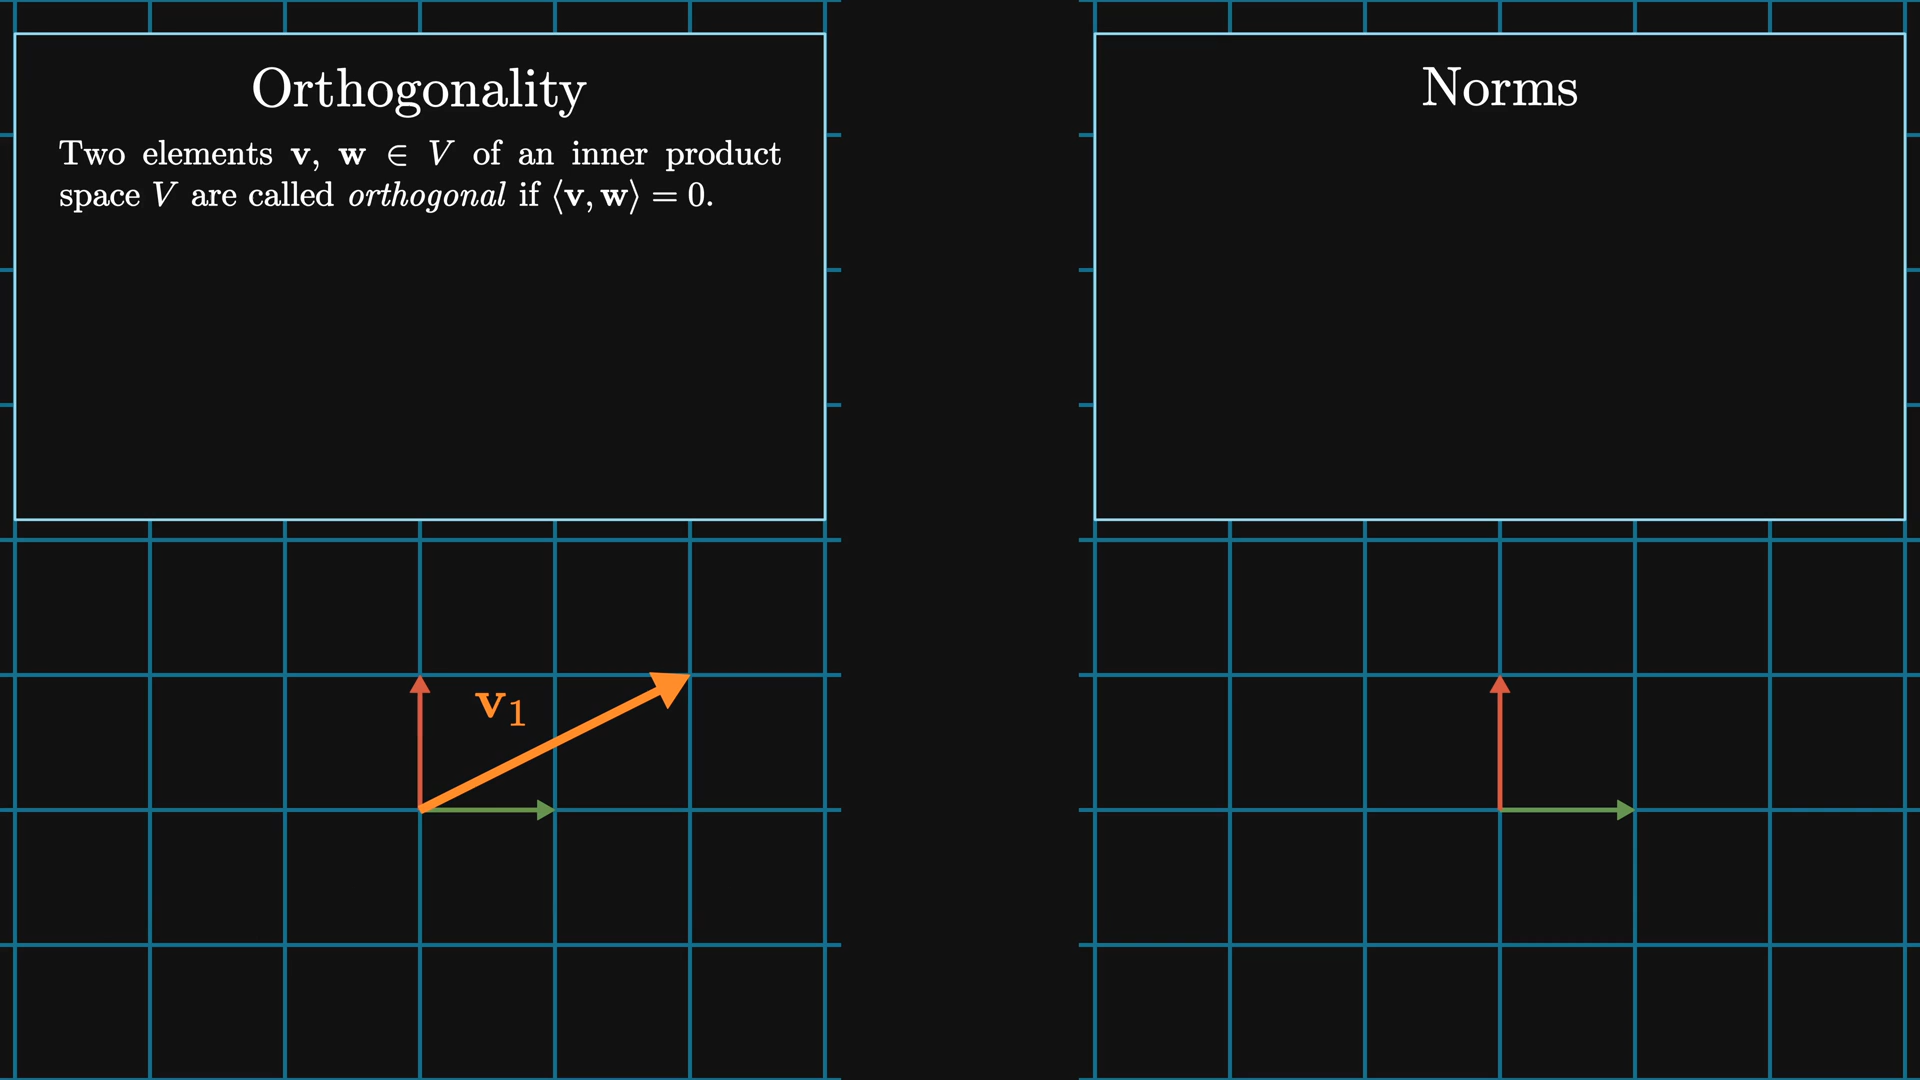 Orthogonality
Two elements v, w ∈ V of an inner product
space V are called orthogonal if ⟨v, w⟩ = 0.
Norms
v₁